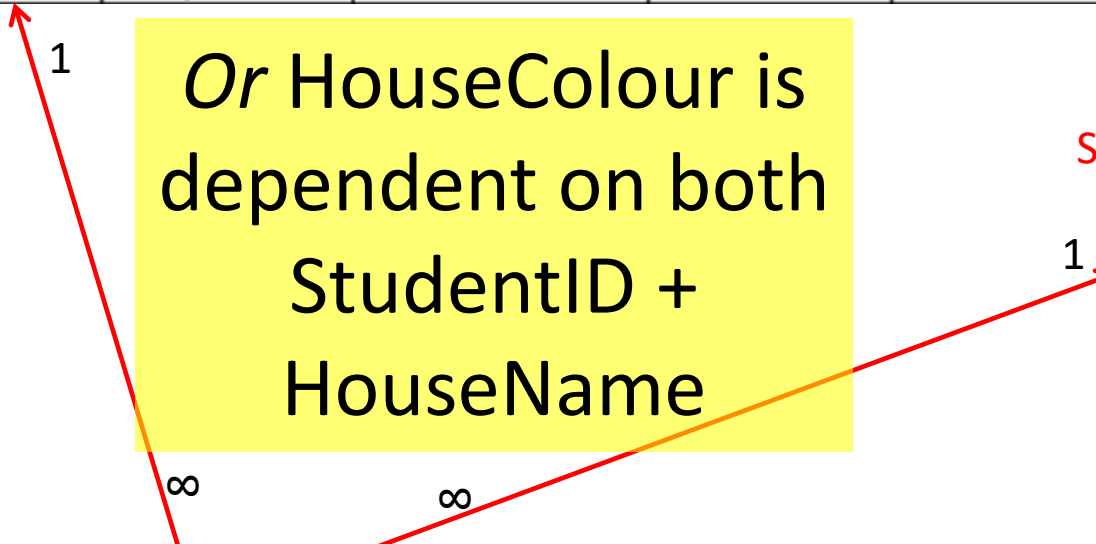 1
Or HouseColour is
dependent on both
StudentID +
HouseName
S
1
∞
∞